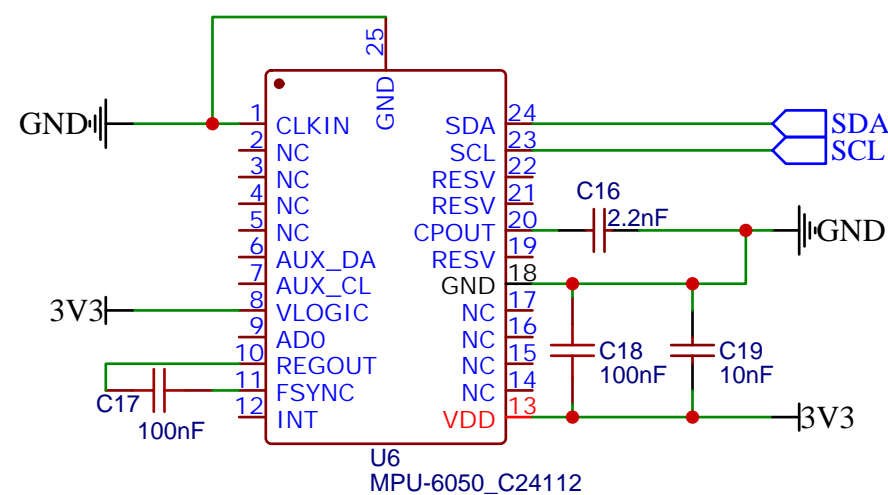 25
GND
GND
1
CLKIN
2
NC
3
NC
4
NC
5
NC
6
AUX_DA
7
AUX_CL
3V3
8
VLOGIC
9
AD0
10
REGOUT
11
FSYNC
12
INT
C17
100nF
SDA
24
SDA
SCL
23
SCL
RESV
22
RESV
21
CPOUT
20
C16
2.2nF
GND
RESV
19
GND
18
NC
17
NC
16
NC
15
NC
14
VDD
13
C18
100nF
C19
10nF
3V3
U6
MPU-6050_C24112